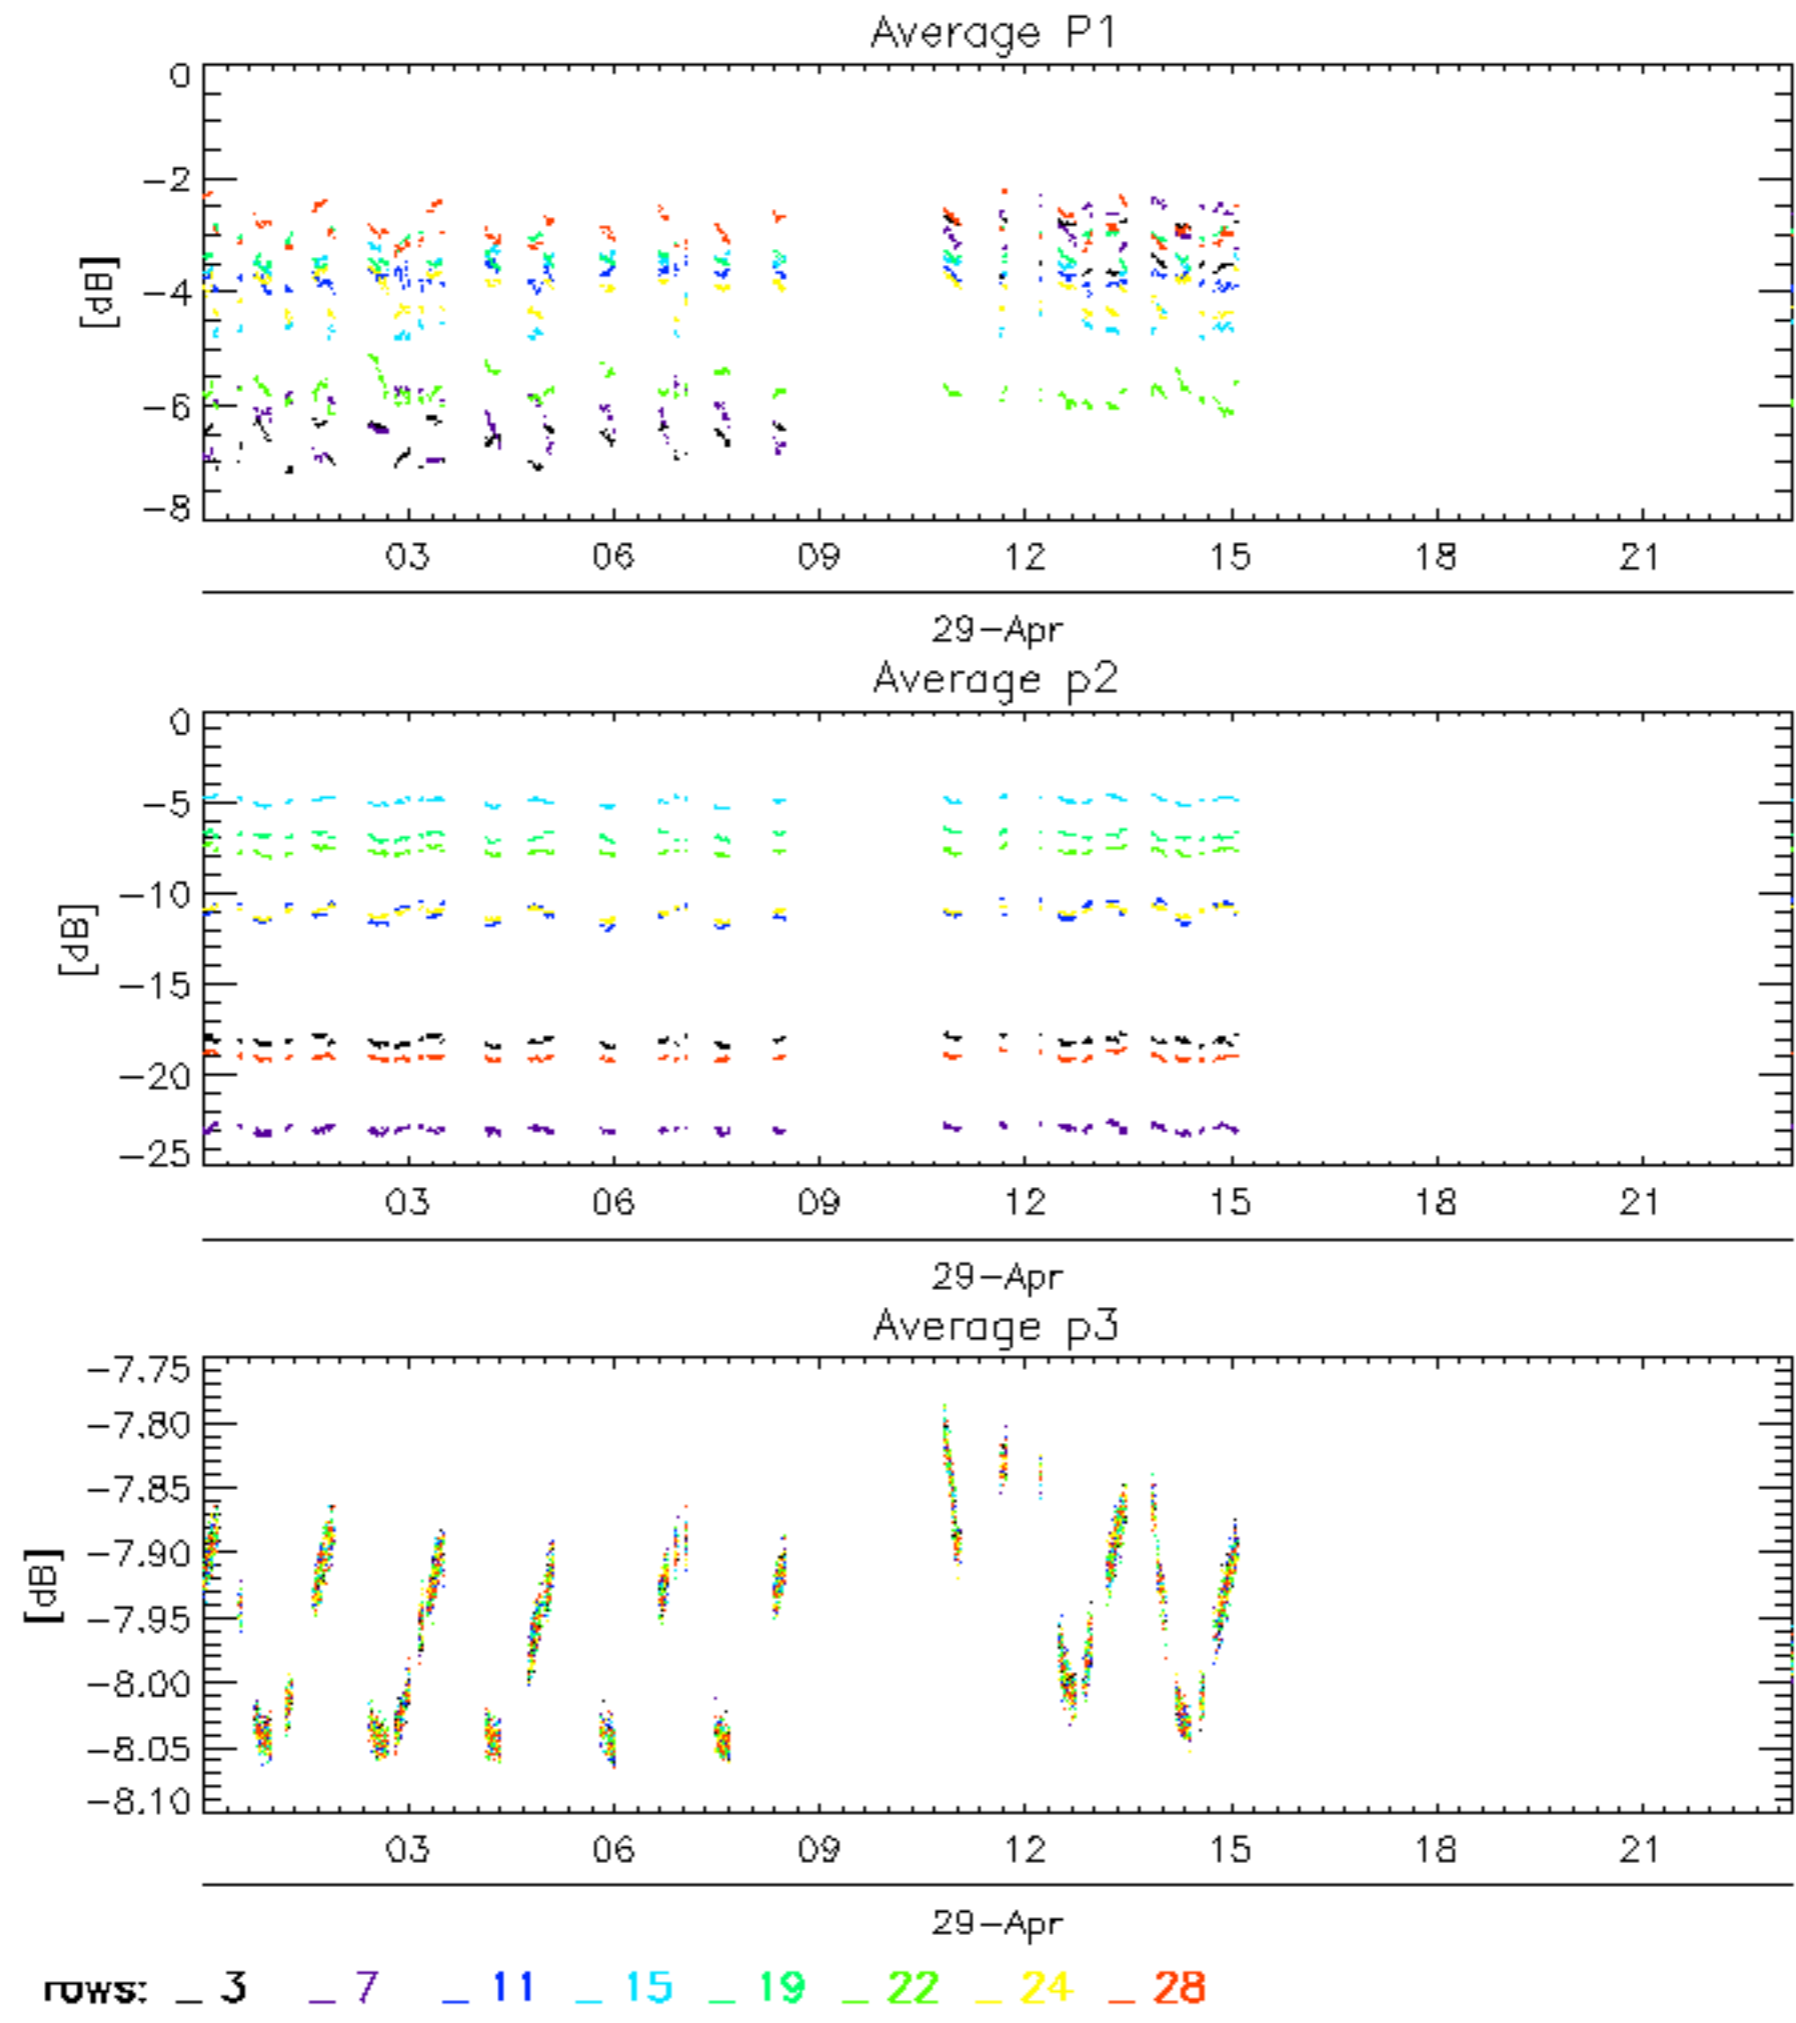 Average P1
0
−2
−4
−6
−8
[dB]
03 06 09 12 15 18 21
29−Apr
Average p2
0
−5
−10
−15
−20
−25
[dB]
03 06 09 12 15 18 21
29−Apr
Average p3
−7.75
−7.80
−7.85
−7.90
−7.95
−8.00
−8.05
−8.10
[dB]
03 06 09 12 15 18 21
29−Apr
rows: _ 3 _ 7 _ 11 _ 15 _ 19 _ 22 _ 24 _ 28